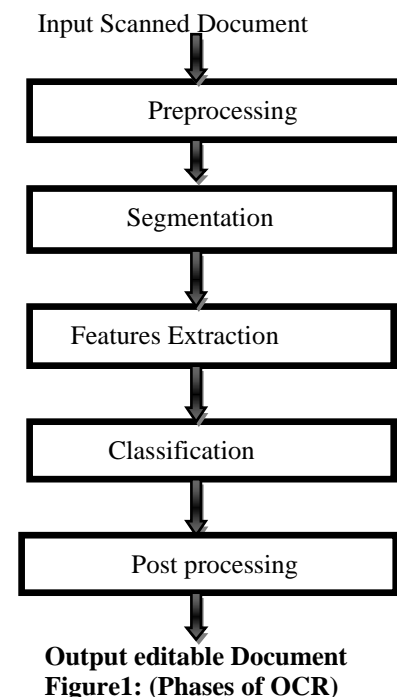 Input Scanned Document
Preprocessing
Segmentation
Features Extraction
Classification
Post processing
Output editable Document
Figure1: (Phases of OCR)